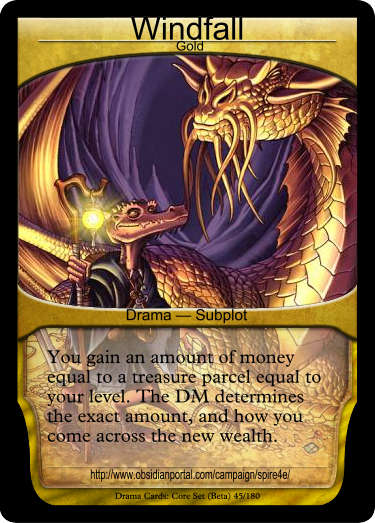 Windfall
Gold
Drama — Subplot
You gain an amount of money
equal to a treasure parcel equal to
your level. The DM determines
the exact amount, and how you
come across the new wealth.
http://www.obsidianportal.com/campaign/spire4e/
Drama Cards: Core Set (Beta) 45/180